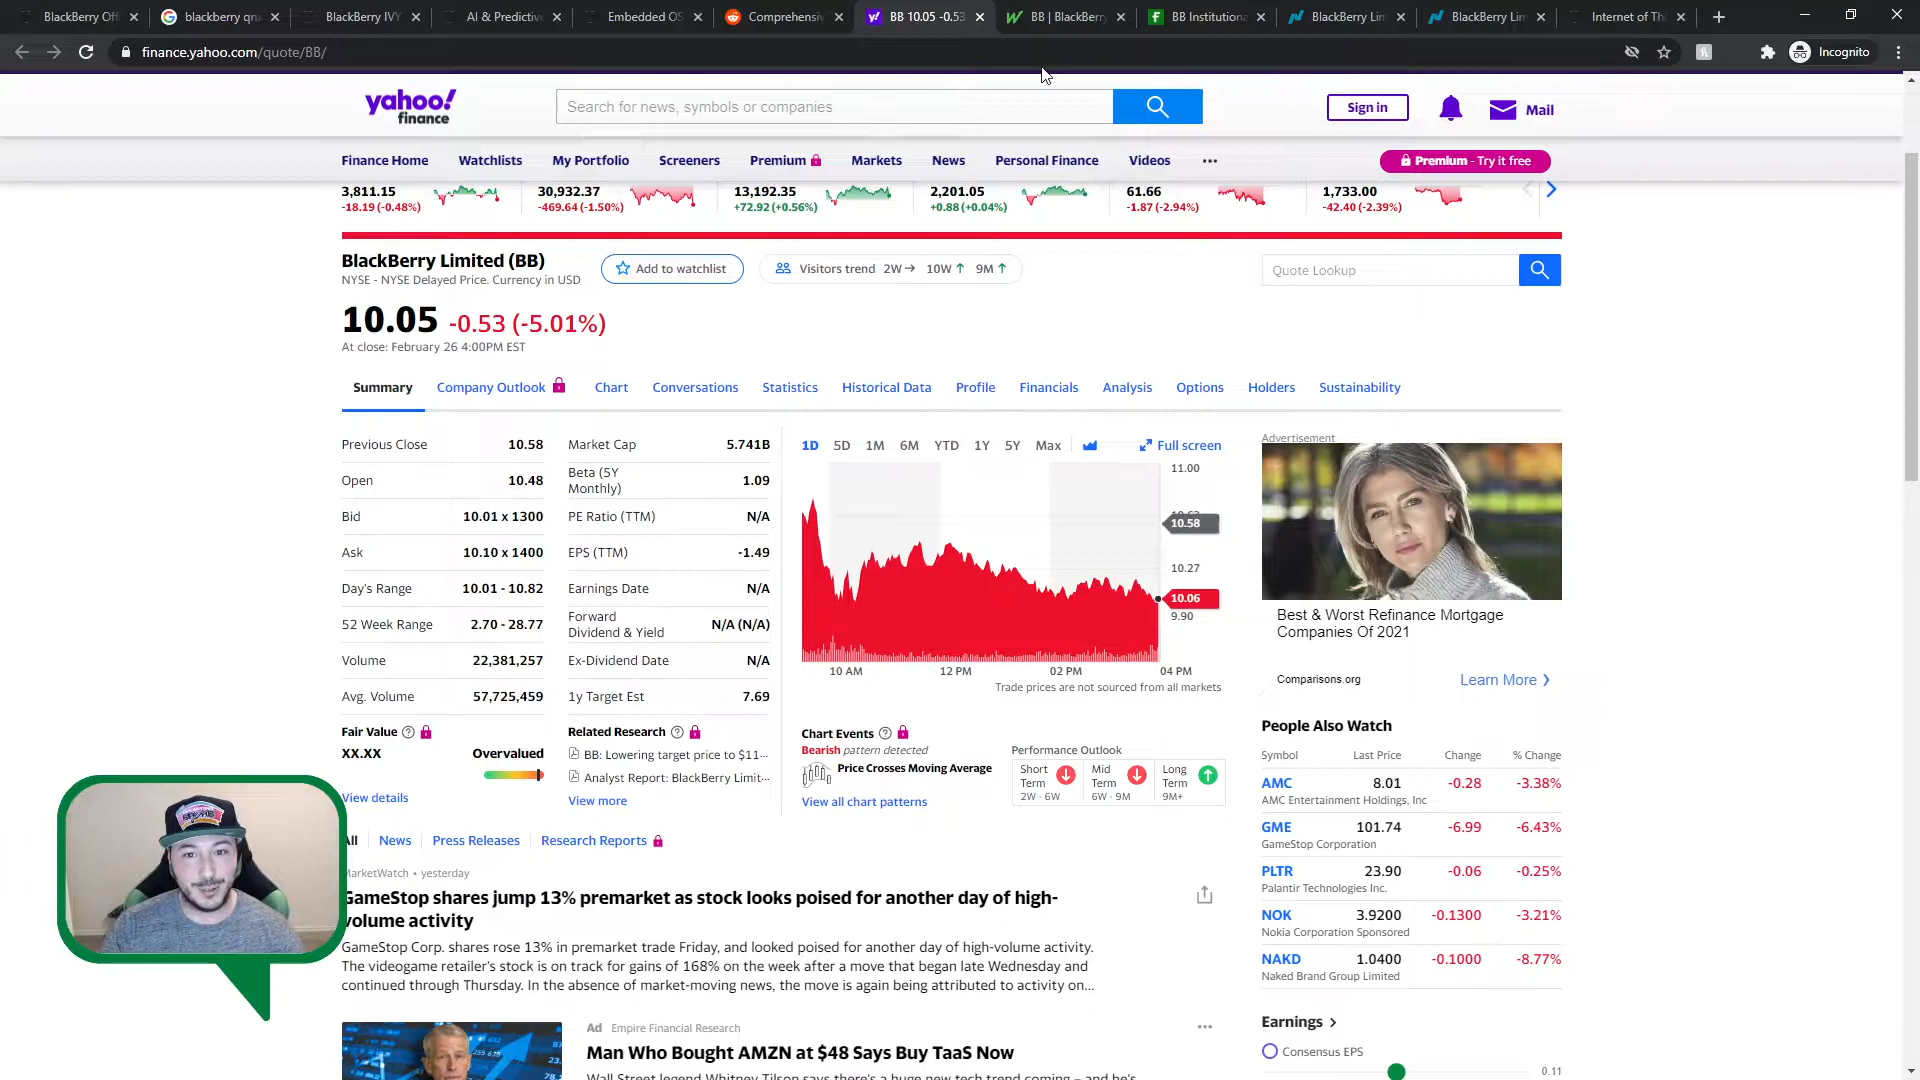 BlackBerry Offi
blackberry qnx
BlackBerry IVY
AI & Predictive
Embedded OS
Comprehensiv
BB 10.05 -0.53
BB | BlackBerry
BB Institutiona
BlackBerry Lim
BlackBerry Lim
Internet of Thi
finance.yahoo.com/quote/BB/
Incognito
yahoo!
finance
Search for news, symbols or companies
Sign in
Mail
Finance Home
Watchlists
My Portfolio
Screeners
Premium
Markets
News
Personal Finance
Videos
Premium - Try it free
3,811.15
-18.19 (-0.48%)
30,932.37
-469.64 (-1.50%)
13,192.35
+72.92 (+0.56%)
2,201.05
+0.88 (+0.04%)
61.66
-1.87 (-2.94%)
1,733.00
-42.40 (-2.39%)
BlackBerry Limited (BB)
NYSE - NYSE Delayed Price. Currency in USD
Add to watchlist
Visitors trend 2W→ 10W↑ 9M↑
Quote Lookup
10.05 -0.53 (-5.01%)
At close: February 26 4:00PM EST
Summary
Company Outlook
Chart
Conversations
Statistics
Historical Data
Profile
Financials
Analysis
Options
Holders
Sustainability
Previous Close 10.58
Open 10.48
Bid 10.01 x 1300
Ask 10.10 x 1400
Day's Range 10.01 - 10.82
52 Week Range 2.70 - 28.77
Volume 22,381,257
Avg. Volume 57,725,459
Market Cap 5.741B
Beta (5Y
Monthly) 1.09
PE Ratio (TTM) N/A
EPS (TTM) -1.49
Earnings Date N/A
Forward
Dividend & Yield N/A (N/A)
Ex-Dividend Date N/A
1y Target Est 7.69
1D 5D 1M 6M YTD 1Y 5Y Max
Full screen
11.00
10.58
10.27
10.06
9.90
10 AM
12 PM
02 PM
04 PM
Trade prices are not sourced from all markets
Fair Value
XX.XX
Overvalued
View details
Related Research
BB: Lowering target price to $11...
Analyst Report: BlackBerry Limit...
View more
Chart Events
Bearish pattern detected
Price Crosses Moving Average
View all chart patterns
Performance Outlook
Short
Term
2W - 6W
Mid
Term
6W - 9M
Long
Term
9M+
All
News
Press Releases
Research Reports
MarketWatch • yesterday
GameStop shares jump 13% premarket as stock looks poised for another day of high-
volume activity
GameStop Corp. shares rose 13% in premarket trade Friday, and looked poised for another day of high-volume activity.
The videogame retailer's stock is on track for gains of 168% on the week after a move that began late Wednesday and
continued through Thursday. In the absence of market-moving news, the move is again being attributed to activity on...
Ad Empire Financial Research
Man Who Bought AMZN at $48 Says Buy TaaS Now
Wall Street legend Whitney Tilson says there's a huge new tech trend coming – and he's
Advertisement
Best & Worst Refinance Mortgage
Companies Of 2021
Comparisons.org
Learn More
People Also Watch
Symbol Last Price Change % Change
AMC 8.01 -0.28 -3.38%
AMC Entertainment Holdings, Inc
GME 101.74 -6.99 -6.43%
GameStop Corporation
PLTR 23.90 -0.06 -0.25%
Palantir Technologies Inc.
NOK 3.9200 -0.1300 -3.21%
Nokia Corporation Sponsored
NAKD 1.0400 -0.1000 -8.77%
Naked Brand Group Limited
Earnings
Consensus EPS
0.11